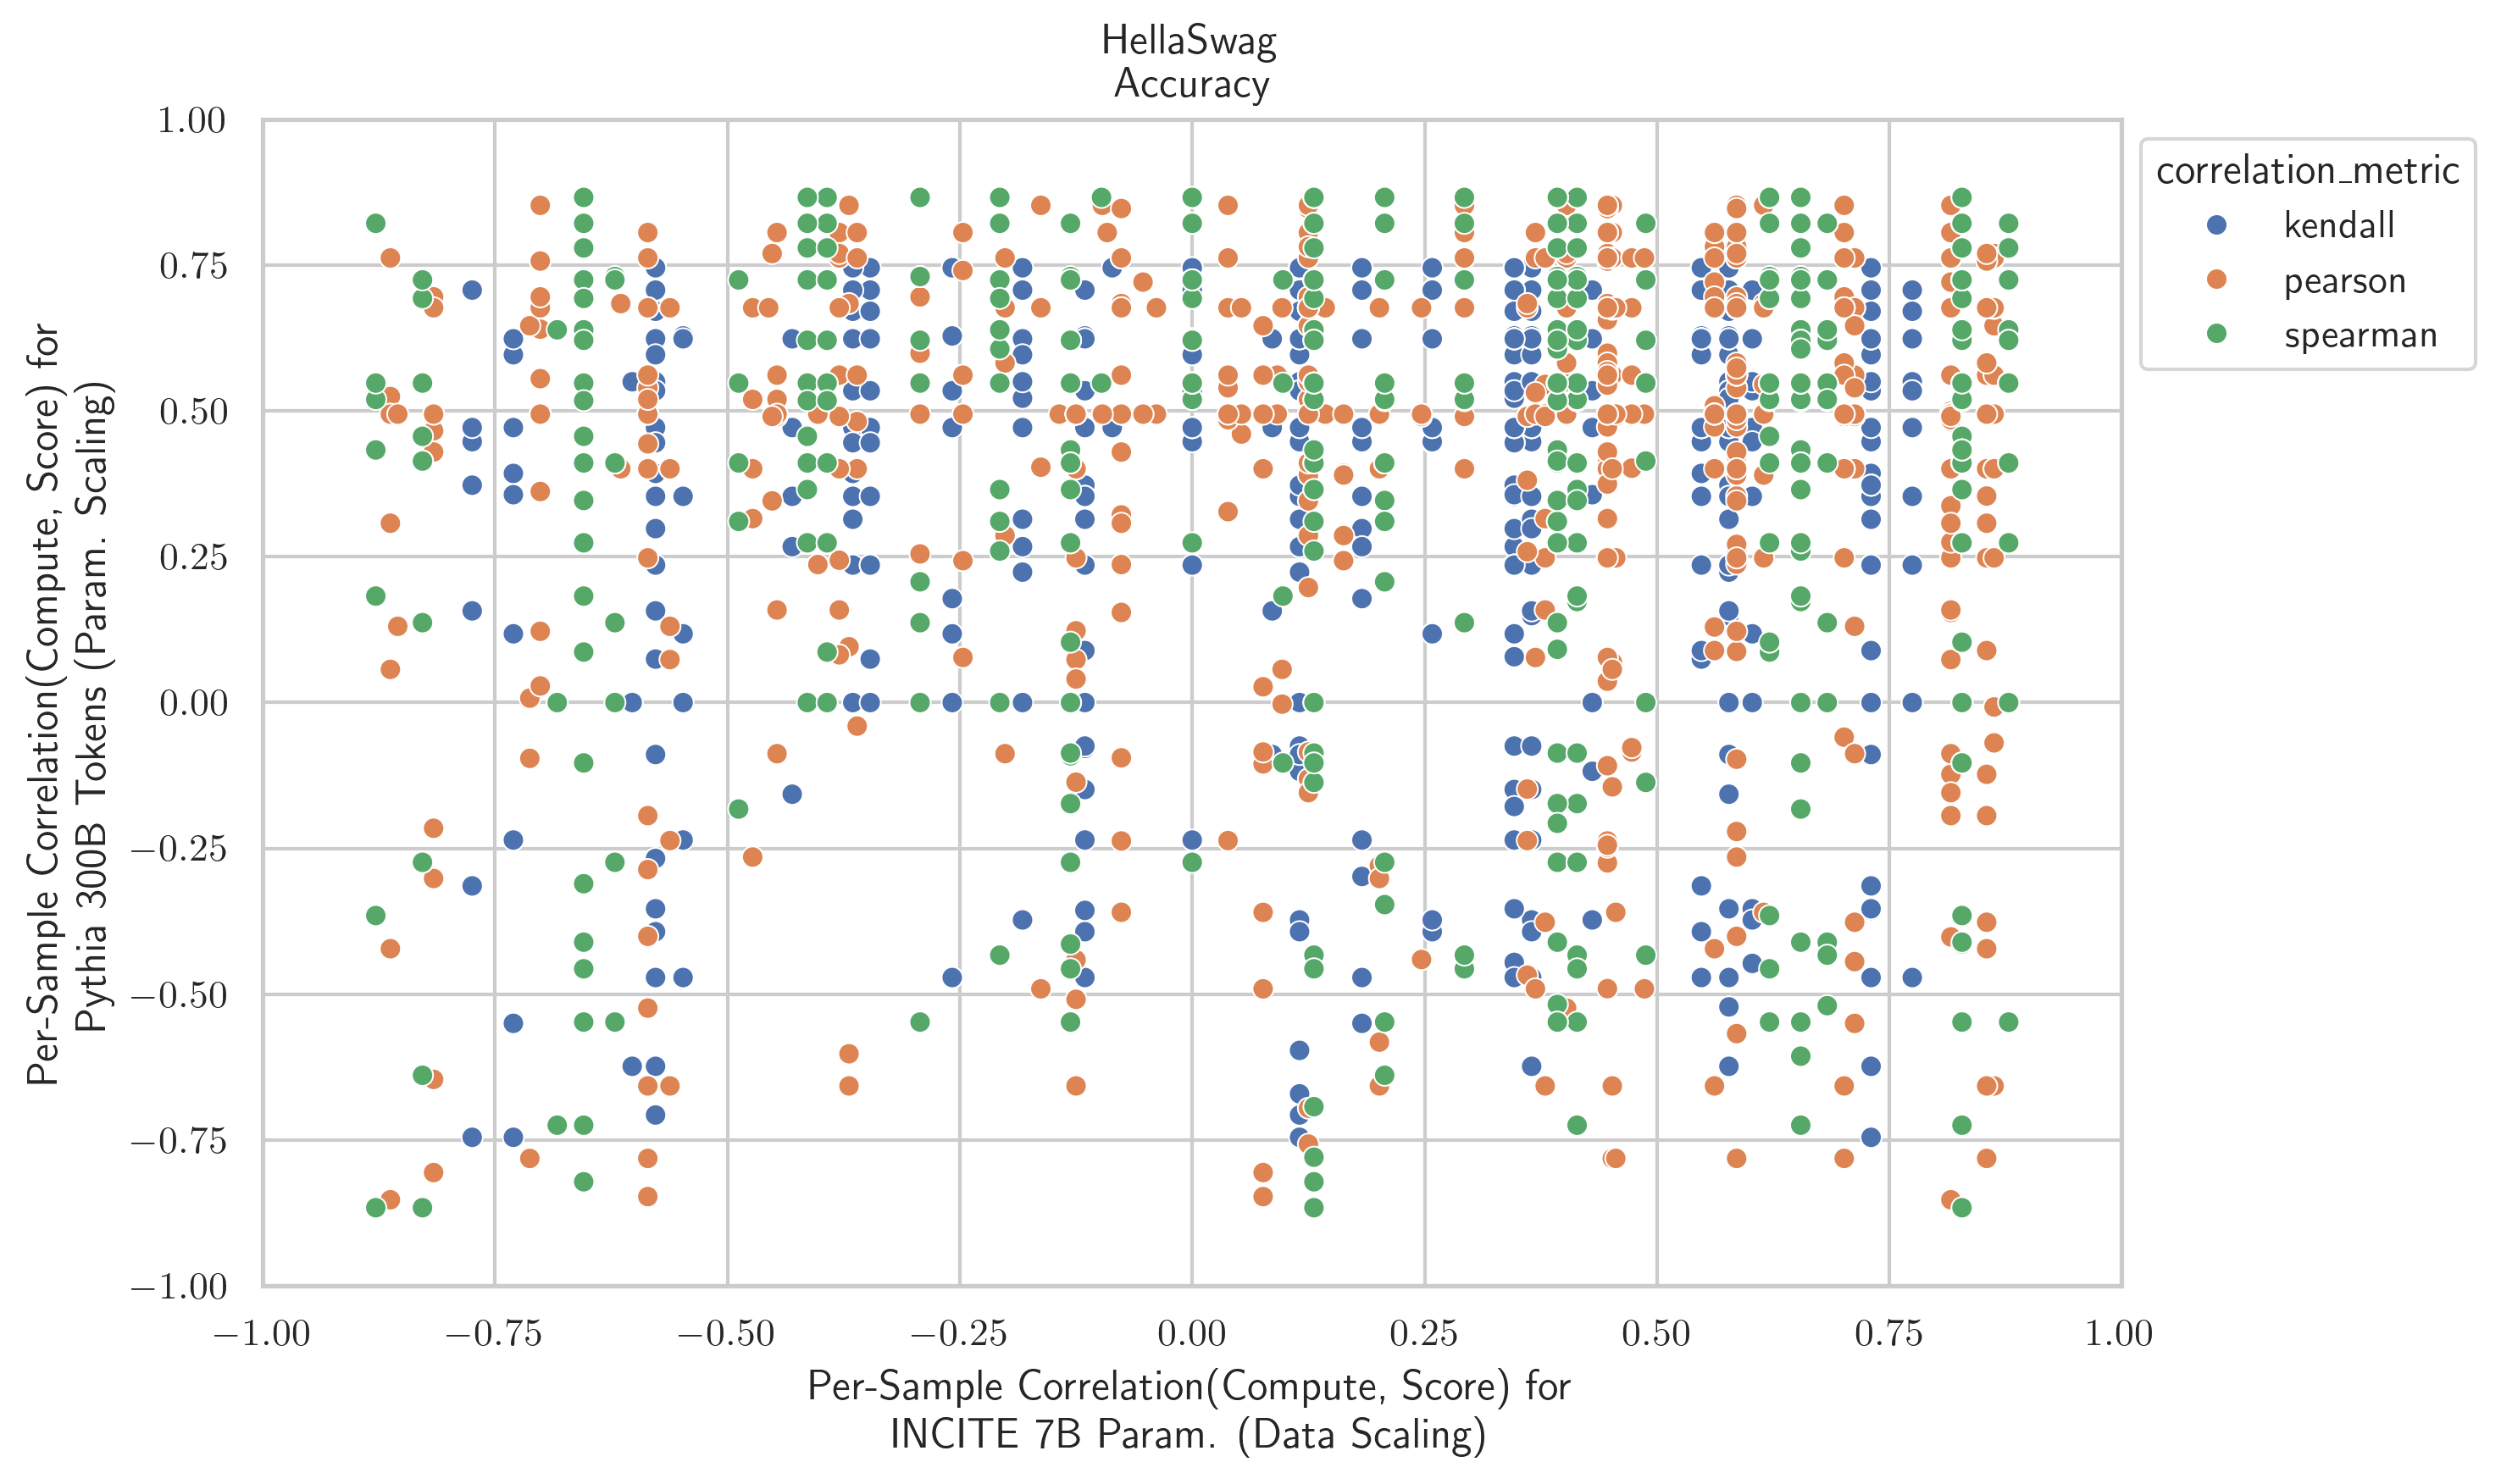 HellaSwag
Accuracy
Per-Sample Correlation(Compute, Score) for
Pythia 300B Tokens (Param. Scaling)
1.00
0.75
0.50
0.25
0.00
−0.25
−0.50
−0.75
−1.00
−1.00 −0.75 −0.50 −0.25 0.00 0.25 0.50 0.75 1.00
Per-Sample Correlation(Compute, Score) for
INCITE 7B Param. (Data Scaling)
correlation_metric
kendall
pearson
spearman